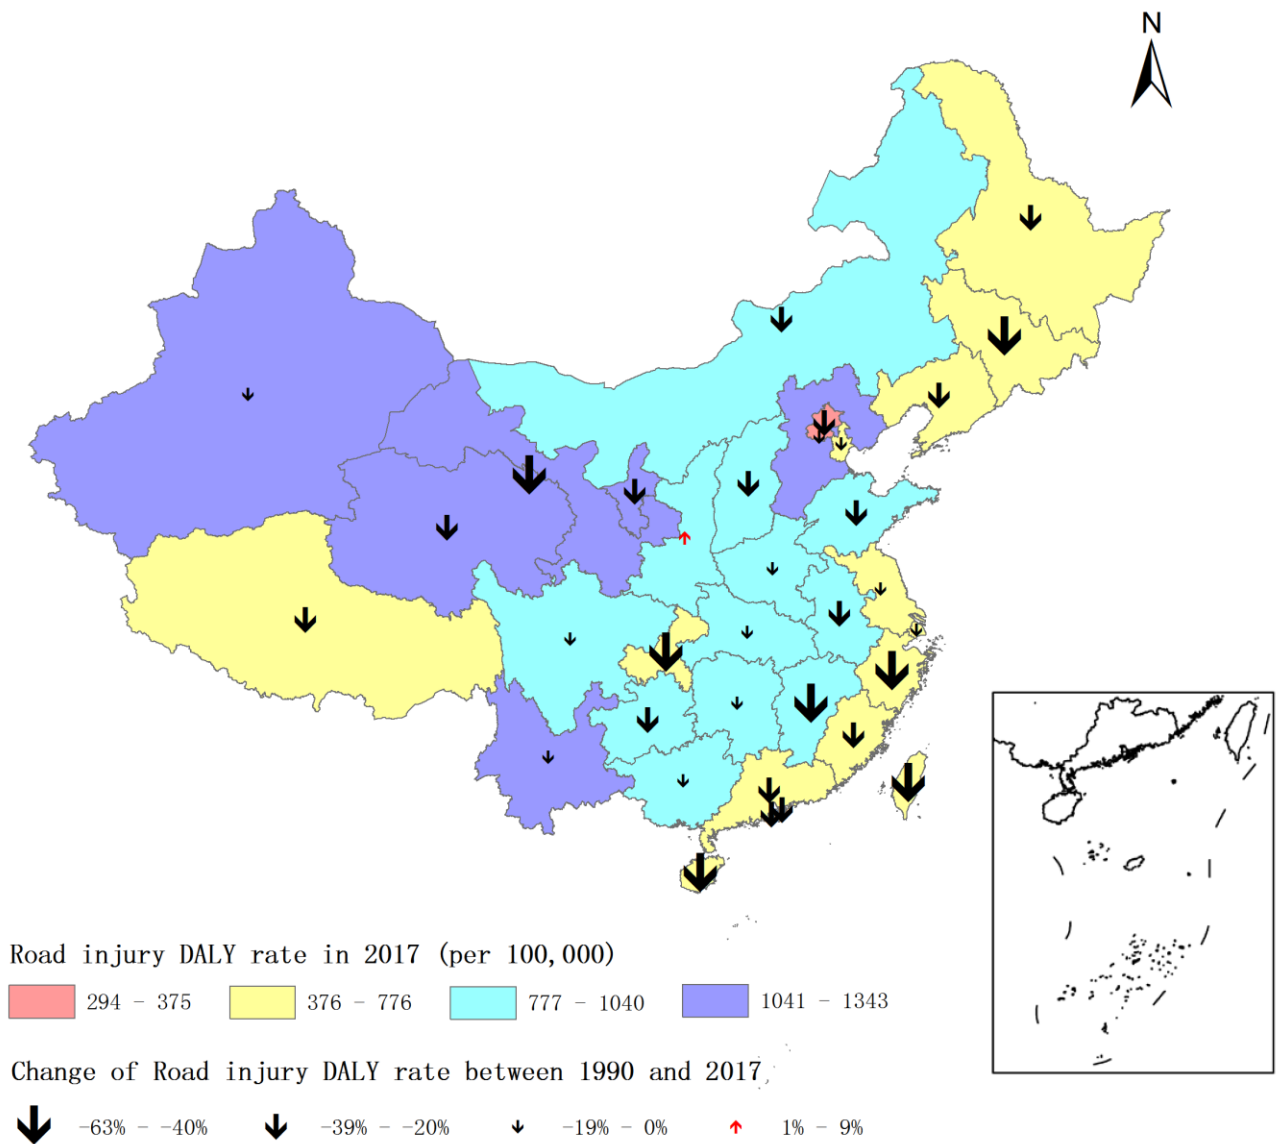 N
Road injury DALY rate in 2017 (per 100,000)
294 - 375 376 - 776 777 - 1040 1041 - 1343
Change of Road injury DALY rate between 1990 and 2017
-63% - -40% -39% - -20% -19% - 0% 1% - 9%